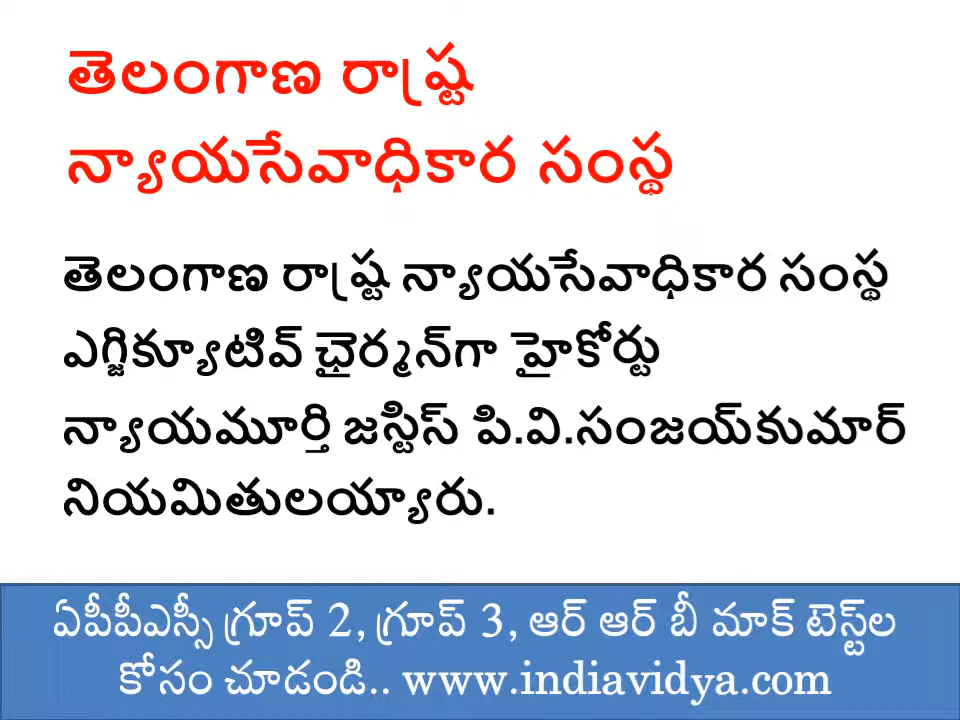 తెలంగాణ రాష్ట్ర
న్యాయసేవాధికార సంస్థ
తెలంగాణ రాష్ట్ర న్యాయసేవాధికార సంస్థ
ఎగ్జిక్యూటివ్ ఛైర్మన్‌గా హైకోర్టు
న్యాయమూర్తి జస్టిస్ పి.వి.సంజయ్‌కుమార్
నియమితులయ్యారు.
ఏపీపీఎస్సీ గ్రూప్ 2, గ్రూప్ 3, ఆర్ ఆర్ బీ మాక్ టెస్ట్‌ల
కోసం చూడండి.. www.indiavidya.com